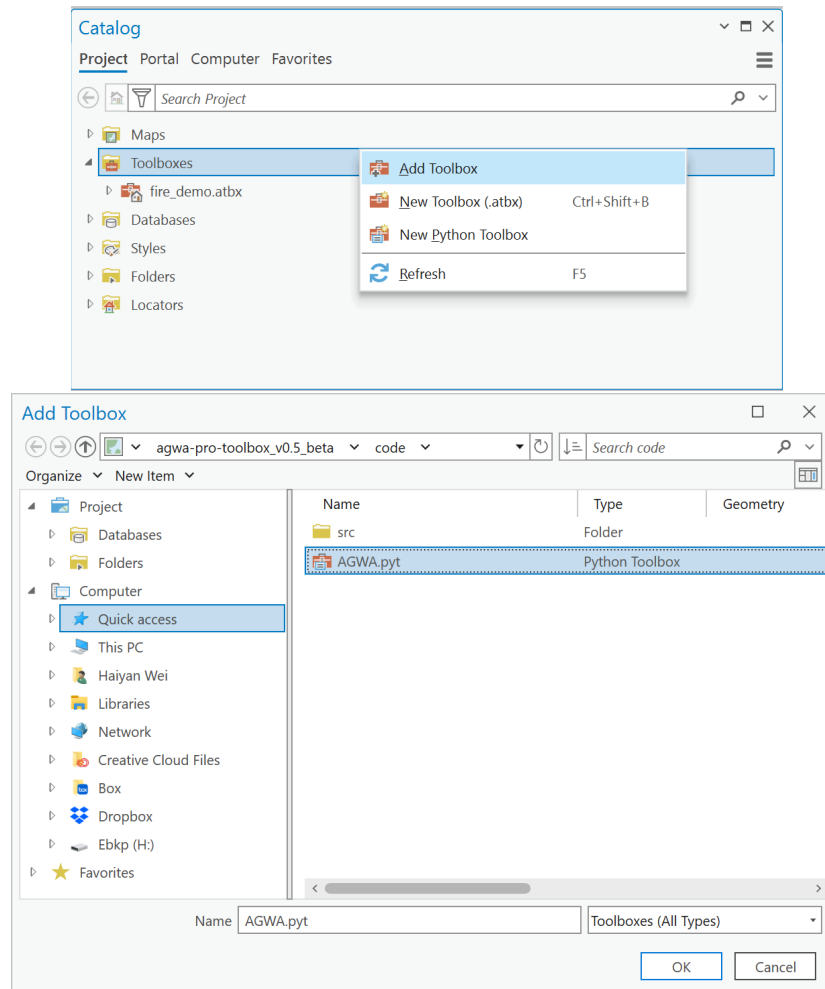 Catalog
Project Portal Computer Favorites
Search Project
Maps
Toolboxes
Add Toolbox
fire_demo.atbx
New Toolbox (.atbx) Ctrl+Shift+B
Databases
New Python Toolbox
Styles
Folders
Refresh F5
Locators
Add Toolbox
agwa-pro-toolbox_v0.5_beta code
Search code
Organize New Item
Project
Name Type Geometry
Databases
src Folder
Folders
AGWA.pyt Python Toolbox
Computer
Quick access
This PC
Haiyan Wei
Libraries
Network
Creative Cloud Files
box Box
Dropbox
Ebkp (H:)
Favorites
Name AGWA.pyt Toolboxes (All Types)
OK Cancel